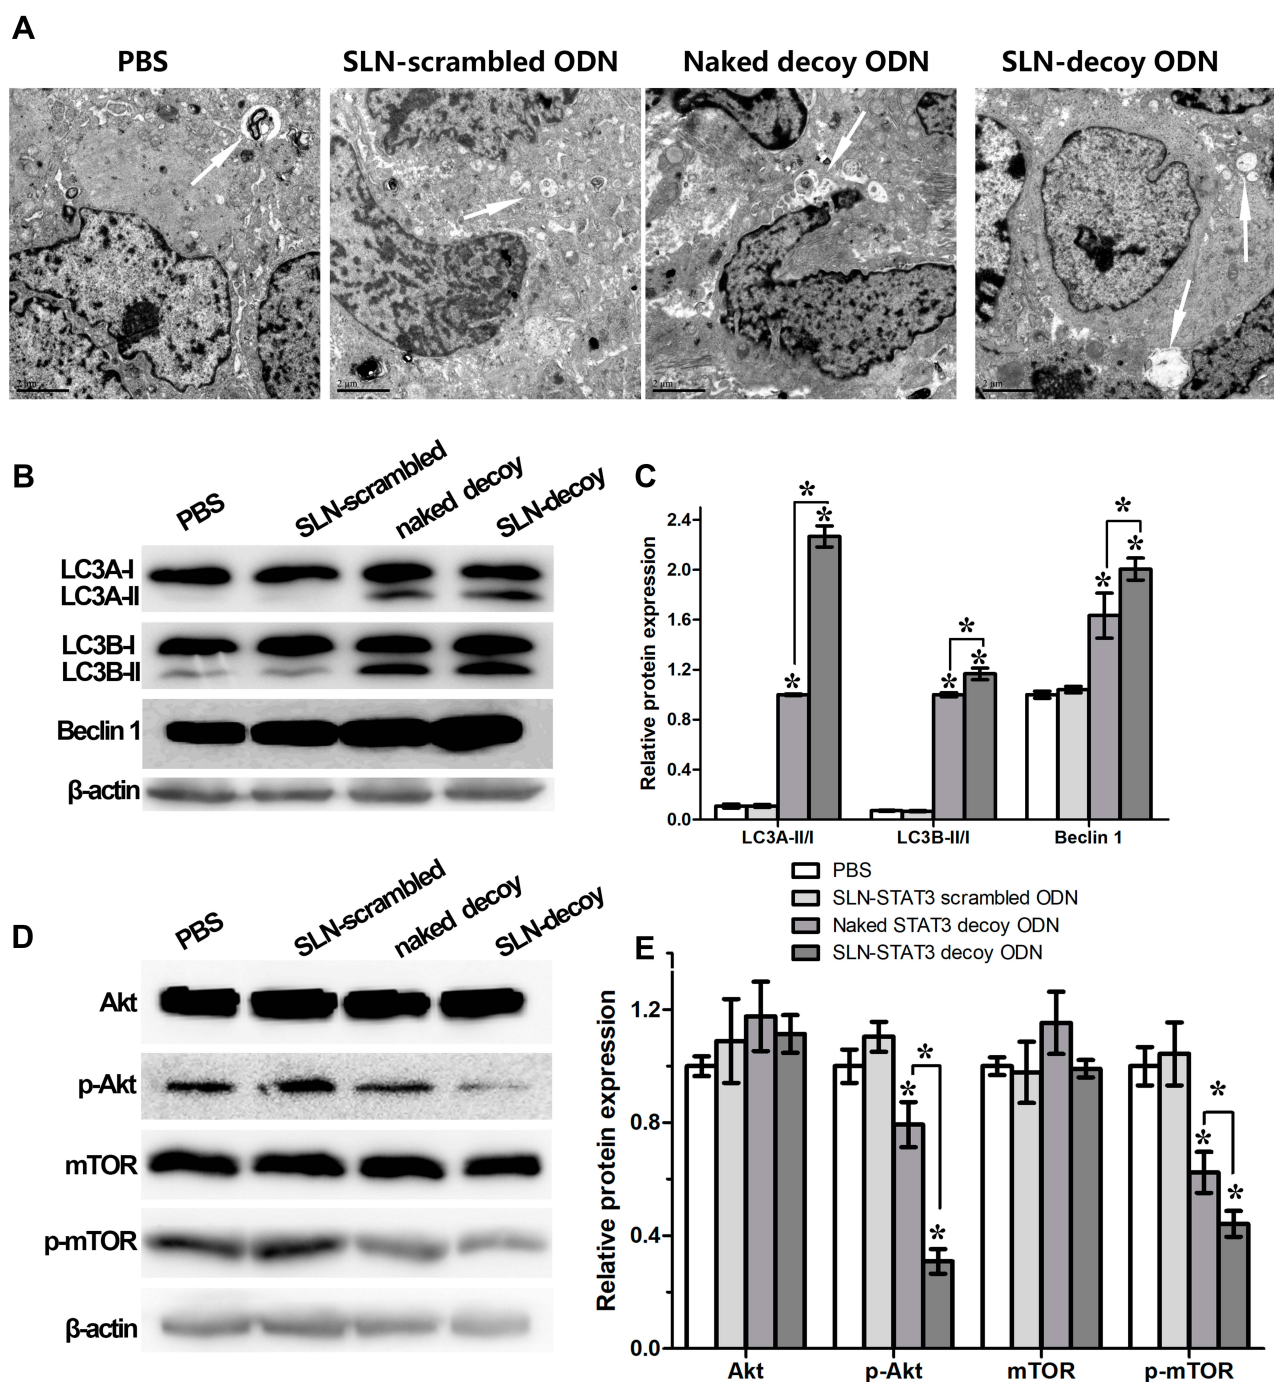 A
PBS
SLN-scrambled ODN
Naked decoy ODN
SLN-decoy ODN
2 μm
2 μm
2 μm
2 μm
B
PBS
SLN-scrambled
naked decoy
SLN-decoy
LC3A-I
LC3A-II
LC3B-I
LC3B-II
Beclin 1
β-actin
C
Relative protein expression
2.4
2.0
1.6
1.2
0.8
0.4
0.0
* * *
* * *
* * *
LC3A-II/I
LC3B-II/I
Beclin 1
PBS
SLN-STAT3 scrambled ODN
Naked STAT3 decoy ODN
SLN-STAT3 decoy ODN
D
PBS
SLN-scrambled
naked decoy
SLN-decoy
Akt
p-Akt
mTOR
p-mTOR
β-actin
E
Relative protein expression
1.2
0.8
0.4
0.0
* * *
* * *
Akt
p-Akt
mTOR
p-mTOR